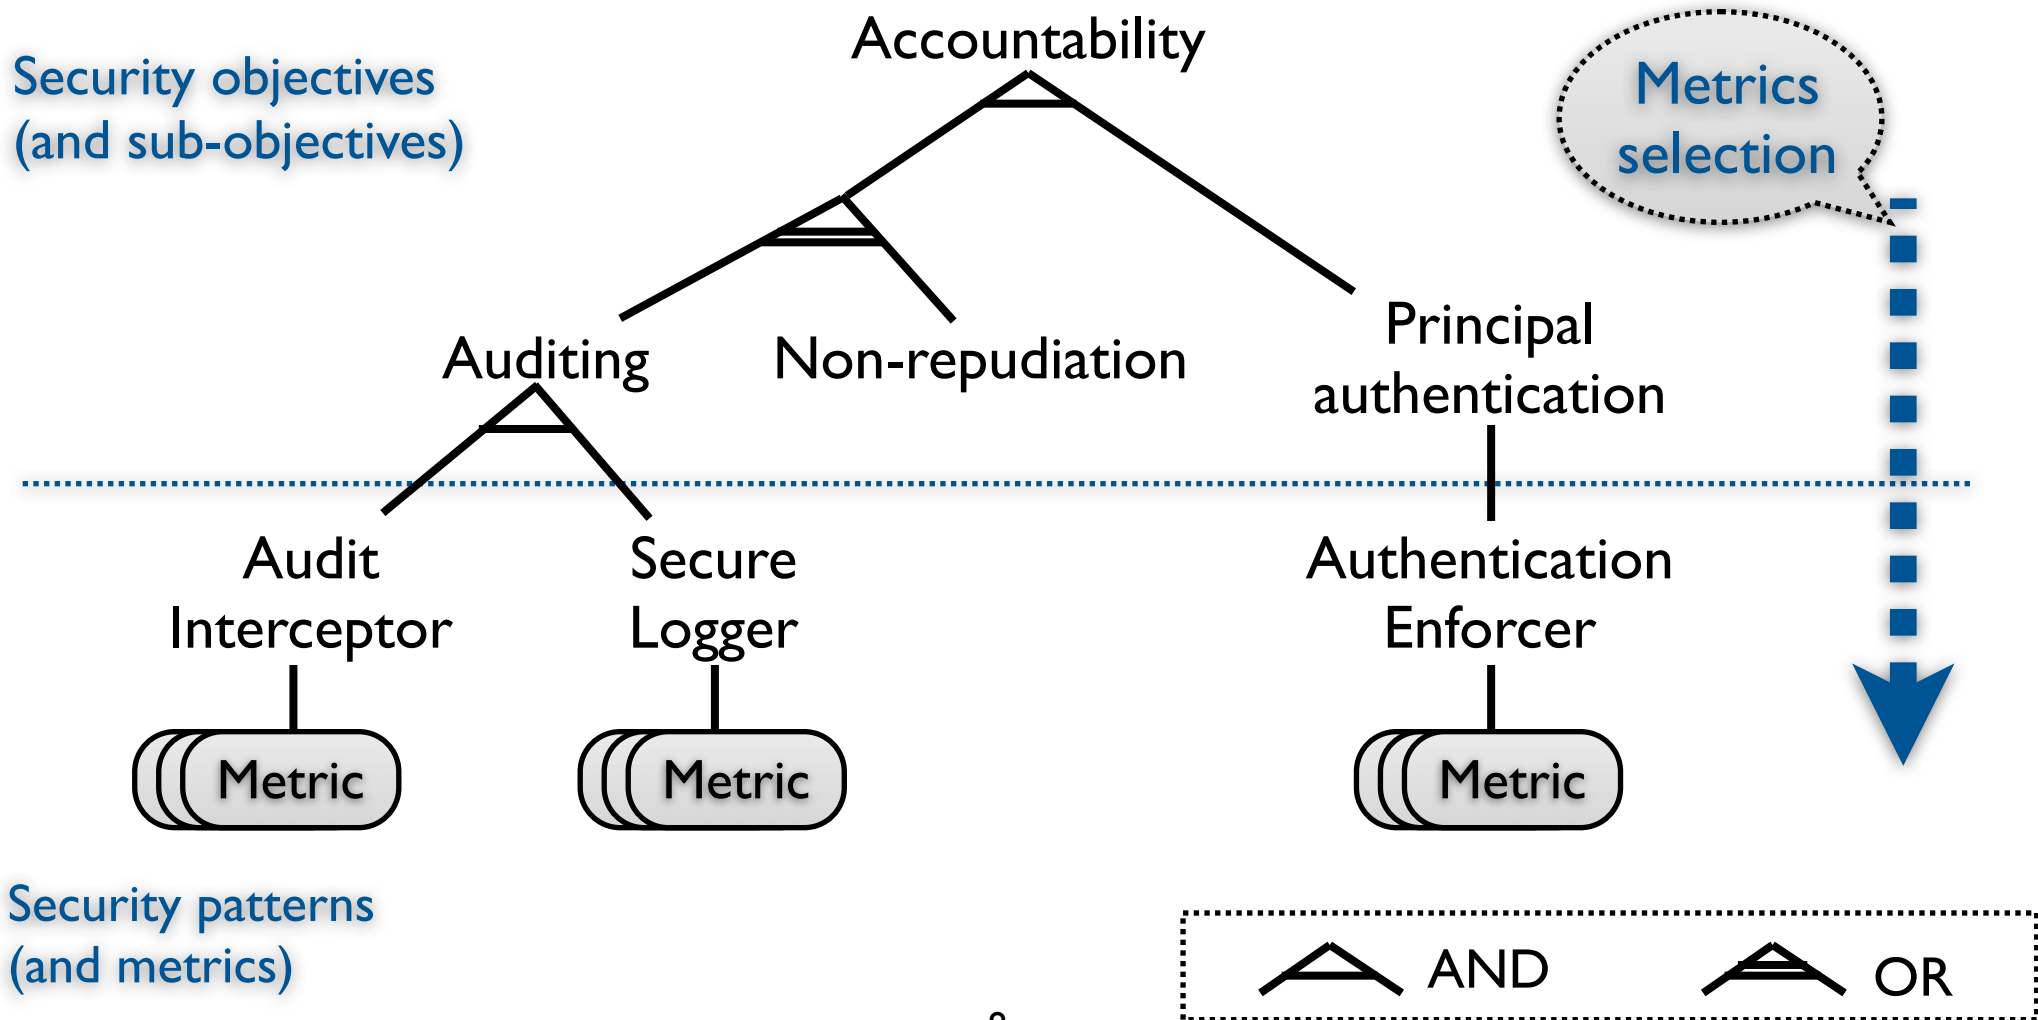 Accountability
Security objectives
(and sub-objectives)
Metrics
selection
Auditing
Non-repudiation
Principal
authentication
Audit
Interceptor
Secure
Logger
Authentication
Enforcer
Metric
Metric
Metric
Security patterns
(and metrics)
AND
OR